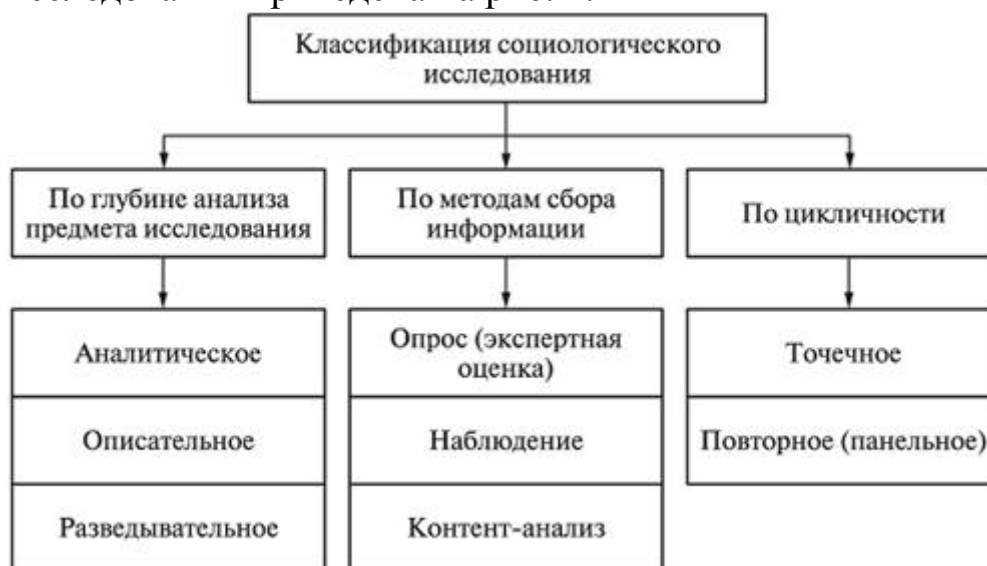 Классификация социологического
исследования
По глубине анализа
предмета исследования
По методам сбора
информации
По цикличности
Аналитическое
Описательное
Разведывательное
Опрос (экспертная
оценка)
Наблюдение
Контент-анализ
Точечное
Повторное (панельное)